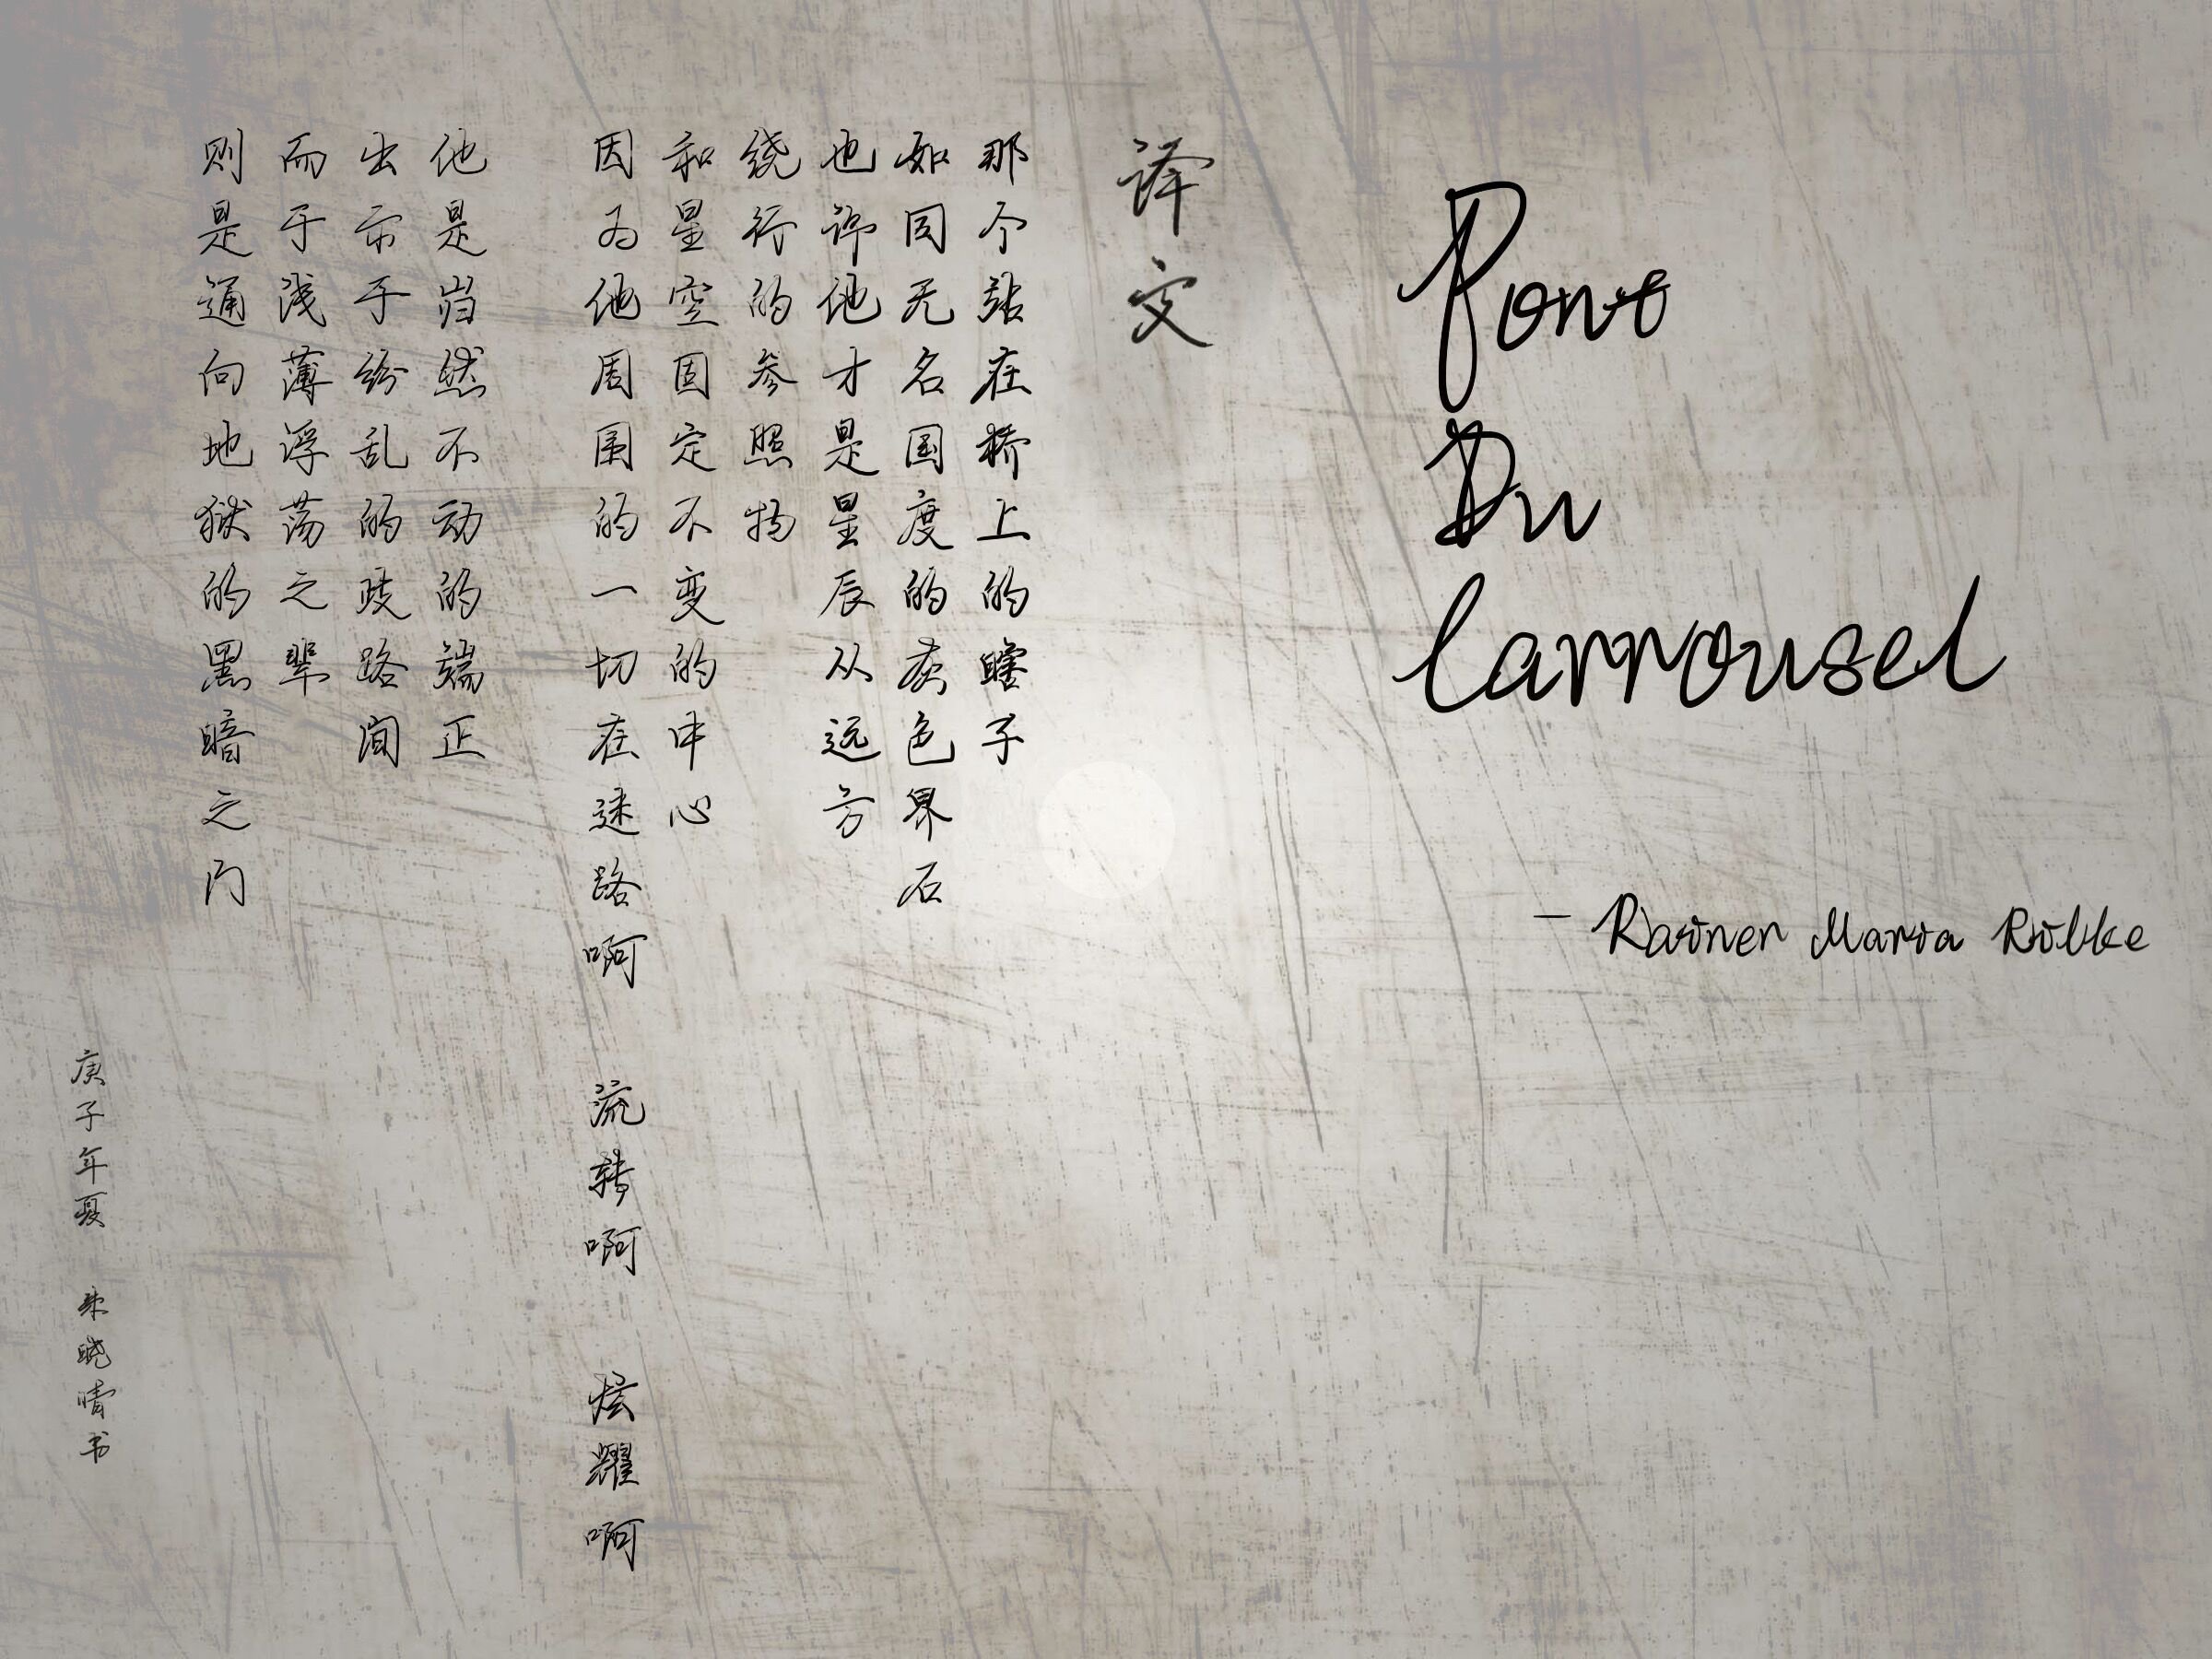 Pont
Du
Carrousel
— Rainer Maria Rilke
译文
那个站在桥上的瞎子
如同无名国度的灰色界石
也许他才是星辰从远方
绕行的参照物
和星空固定不变的中心
因为他周围的一切在迷路啊 流转啊 炫耀啊
他是岿然不动的端正
出示于纷乱的歧路间
而于浅薄浮荡之辈
则是通向地狱的黑暗之门
庚子年夏 朱晓晴书